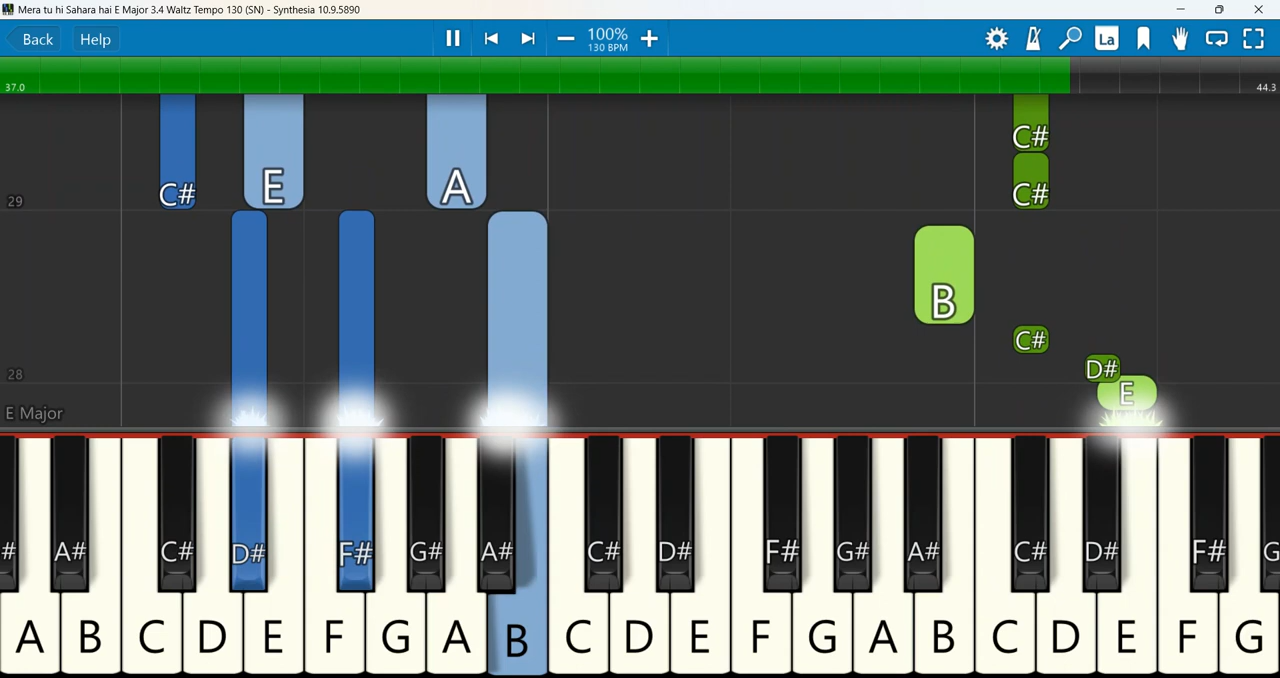 Mera tu hi Sahara hai E Major 3.4 Waltz Tempo 130 (SN) - Synthesia 10.9.5890
Back Help 100% La
130 BPM
37.0 44.3
C#
C# E A C#
29
B
C#
28 D#
E
E Major
# A# C# D# F# G# A# C# D# F# G# A# C# D# F# G
A B C D E F G A B C D E F G A B C D E F G